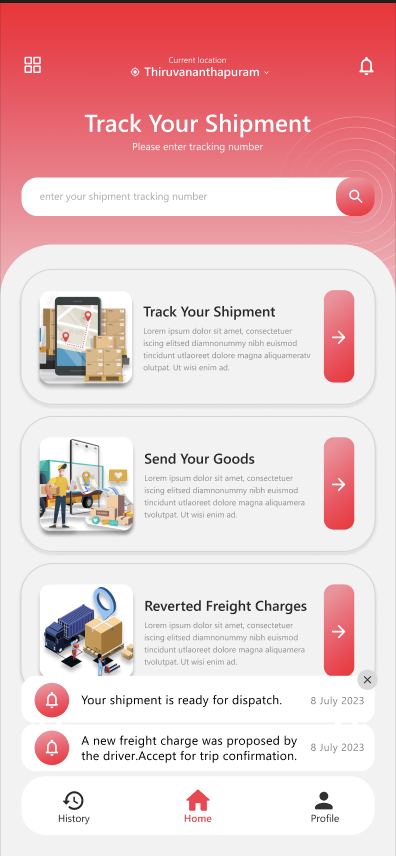 Current location
Thiruvananthapuram
Track Your Shipment
Please enter tracking number
enter your shipment tracking number
Track Your Shipment
Lorem ipsum dolor sit amet, consectetuer
iscing elitsed diamnonummy nibh euismod
tincidunt utlaoreet dolore magna aliquameratv
olutpat. Ut wisi enim ad.
Send Your Goods
Lorem ipsum dolor sit amet, consectetuer
iscing elitsed diamnonummy nibh euismod
tincidunt utlaoreet dolore magna aliquamera
tvolutpat. Ut wisi enim ad.
Reverted Freight Charges
Lorem ipsum dolor sit amet, consectetuer
iscing elitsed diamnonummy nibh euismod
tincidunt utlaoreet dolore magna aliquamera
tvolutpat. Ut wisi enim ad.
Your shipment is ready for dispatch.
8 July 2023
A new freight charge was proposed by
the driver.Accept for trip confirmation.
8 July 2023
History
Home
Profile